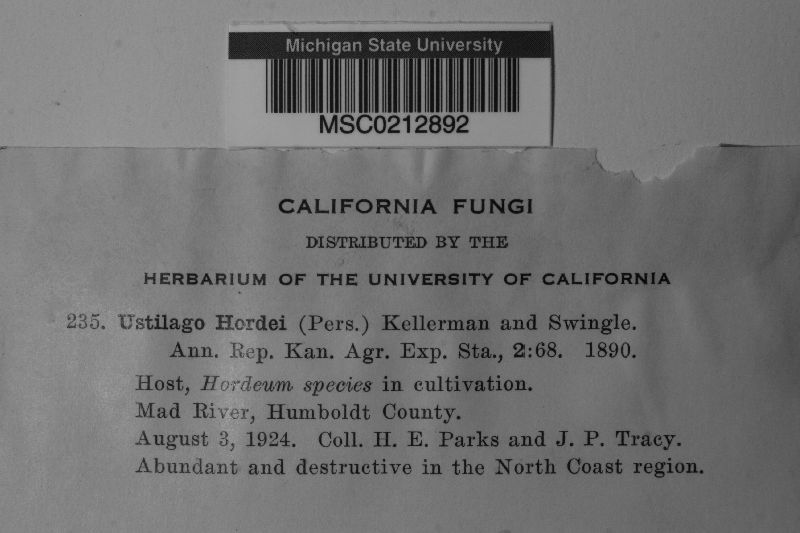 Michigan State University
MSC0212892
CALIFORNIA FUNGI
DISTRIBUTED BY THE
HERBARIUM OF THE UNIVERSITY OF CALIFORNIA
235. Ustilago Hordei (Pers.) Kellerman and Swingle.
Ann. Rep. Kan. Agr. Exp. Sta., 2:68. 1890.
Host, Hordeum species in cultivation.
Mad River, Humboldt County.
August 3, 1924. Coll. H. E. Parks and J. P. Tracy.
Abundant and destructive in the North Coast region.